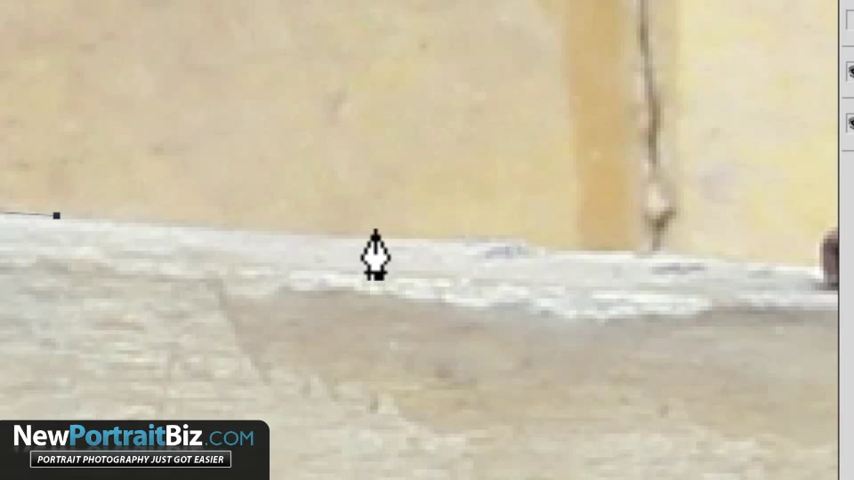 NewPortraitBiz.COM
PORTRAIT PHOTOGRAPHY JUST GOT EASIER